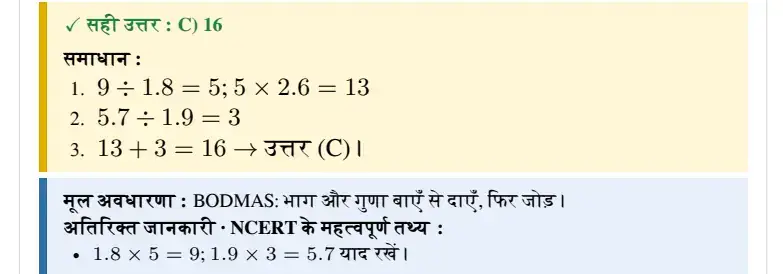 ✓ सही उत्तर : C) 16
समाधान :
1. 9 ÷ 1.8 = 5; 5 × 2.6 = 13
2. 5.7 ÷ 1.9 = 3
3. 13 + 3 = 16 → उत्तर (C)।
मूल अवधारणा : BODMAS: भाग और गुणा बाएँ से दाएँ, फिर जोड़।
अतिरिक्त जानकारी · NCERT के महत्वपूर्ण तथ्य :
• 1.8 × 5 = 9; 1.9 × 3 = 5.7 याद रखें।